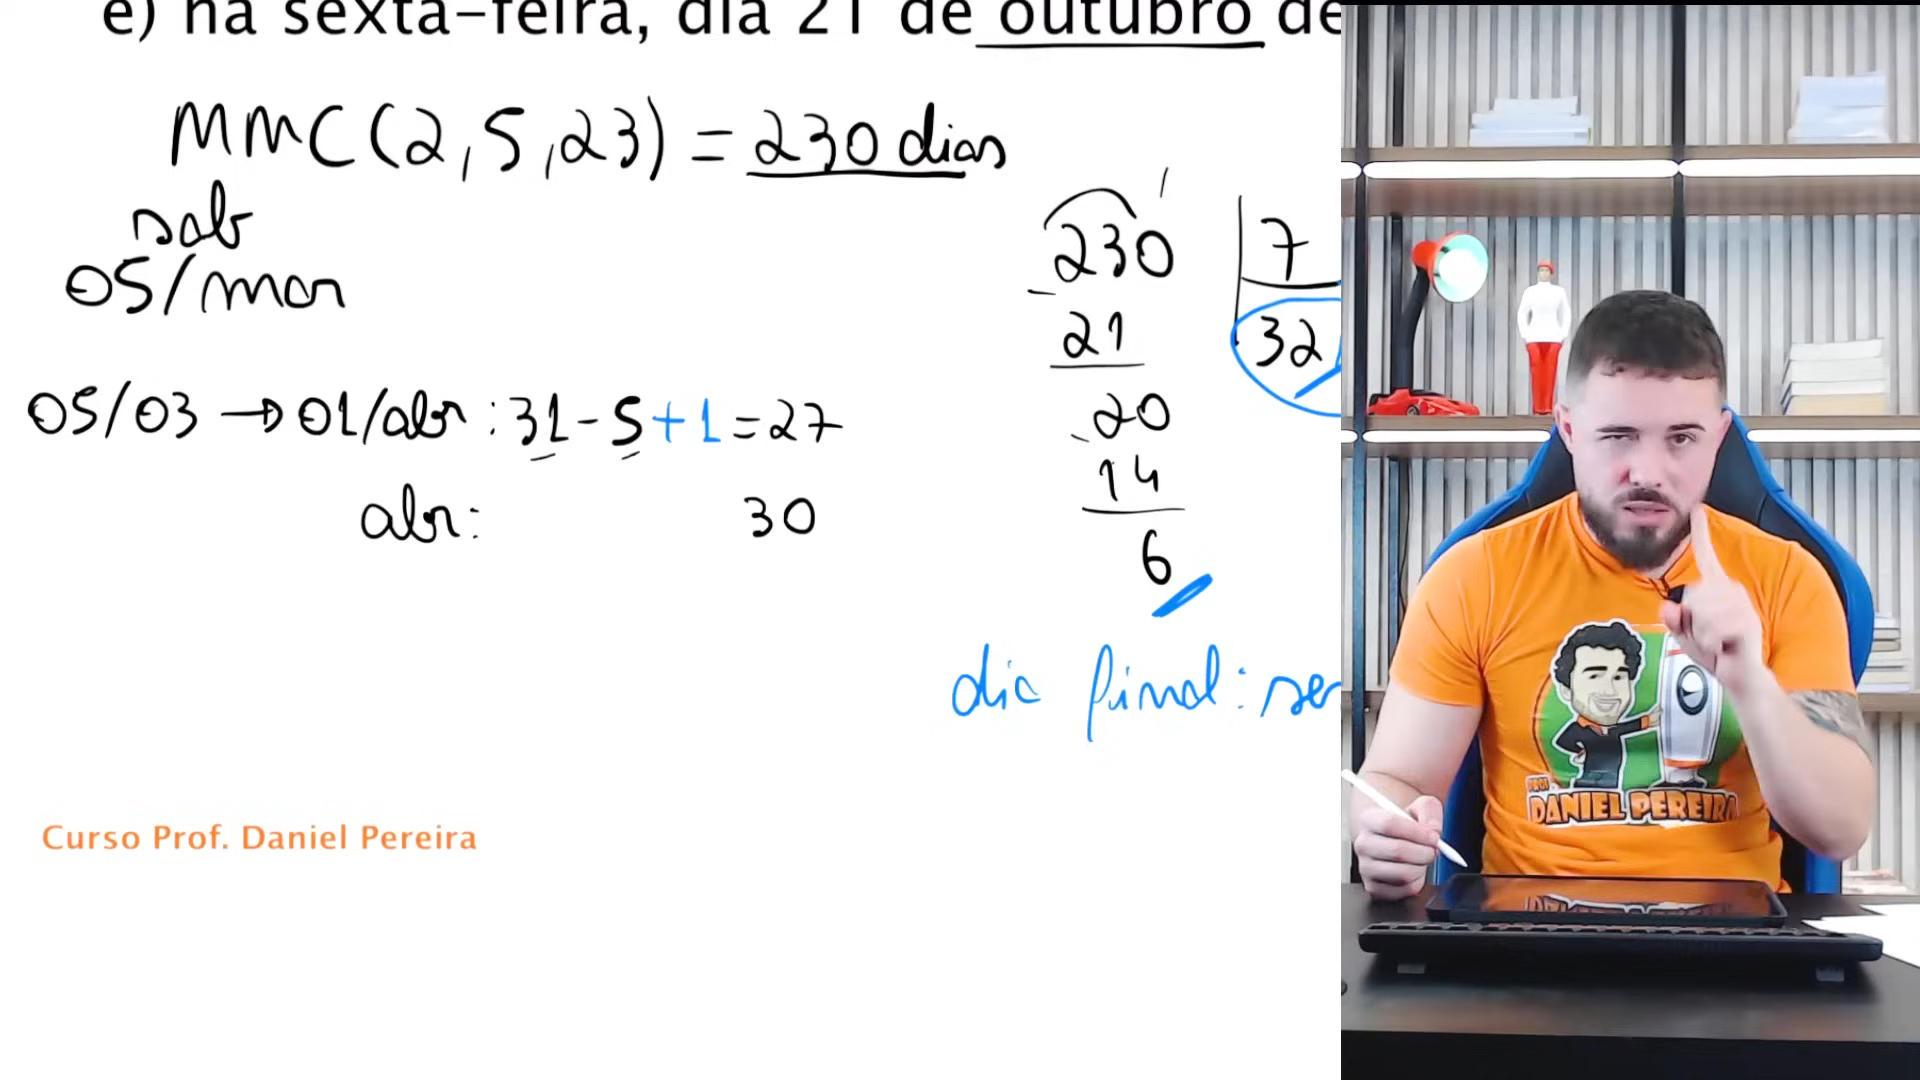 e) na sexta-feira, dia 21 de outubro de
MMC(2,5,23) = 230 dias
sab
05/mar
230 7
- 21 32
20
- 14
6
05/03 → 01/abr: 31-5+1=27
abr: 30
dia final: sex
Curso Prof. Daniel Pereira
PROF.
DANIEL PEREIRA